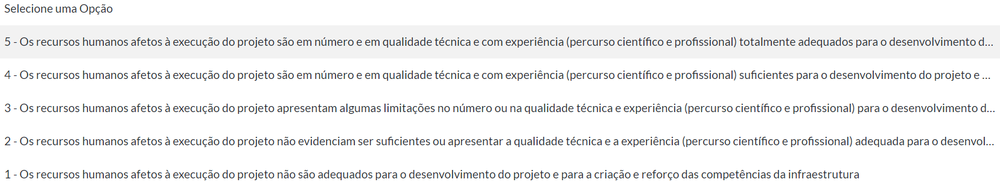 Selecione uma Opção
5 - Os recursos humanos afetos à execução do projeto são em número e em qualidade técnica e com experiência (percurso científico e profissional) totalmente adequados para o desenvolvimento d...
4 - Os recursos humanos afetos à execução do projeto são em número e em qualidade técnica e com experiência (percurso científico e profissional) suficientes para o desenvolvimento do projeto e ...
3 - Os recursos humanos afetos à execução do projeto apresentam algumas limitações no número ou na qualidade técnica e experiência (percurso científico e profissional) para o desenvolvimento d...
2 - Os recursos humanos afetos à execução do projeto não evidenciam ser suficientes ou apresentar a qualidade técnica e a experiência (percurso científico e profissional) adequada para o desenvol...
1 - Os recursos humanos afetos à execução do projeto não são adequados para o desenvolvimento do projeto e para a criação e reforço das competências da infraestrutura